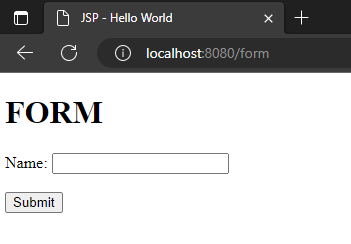 JSP - Hello World
localhost:8080/form
FORM
Name:
Submit